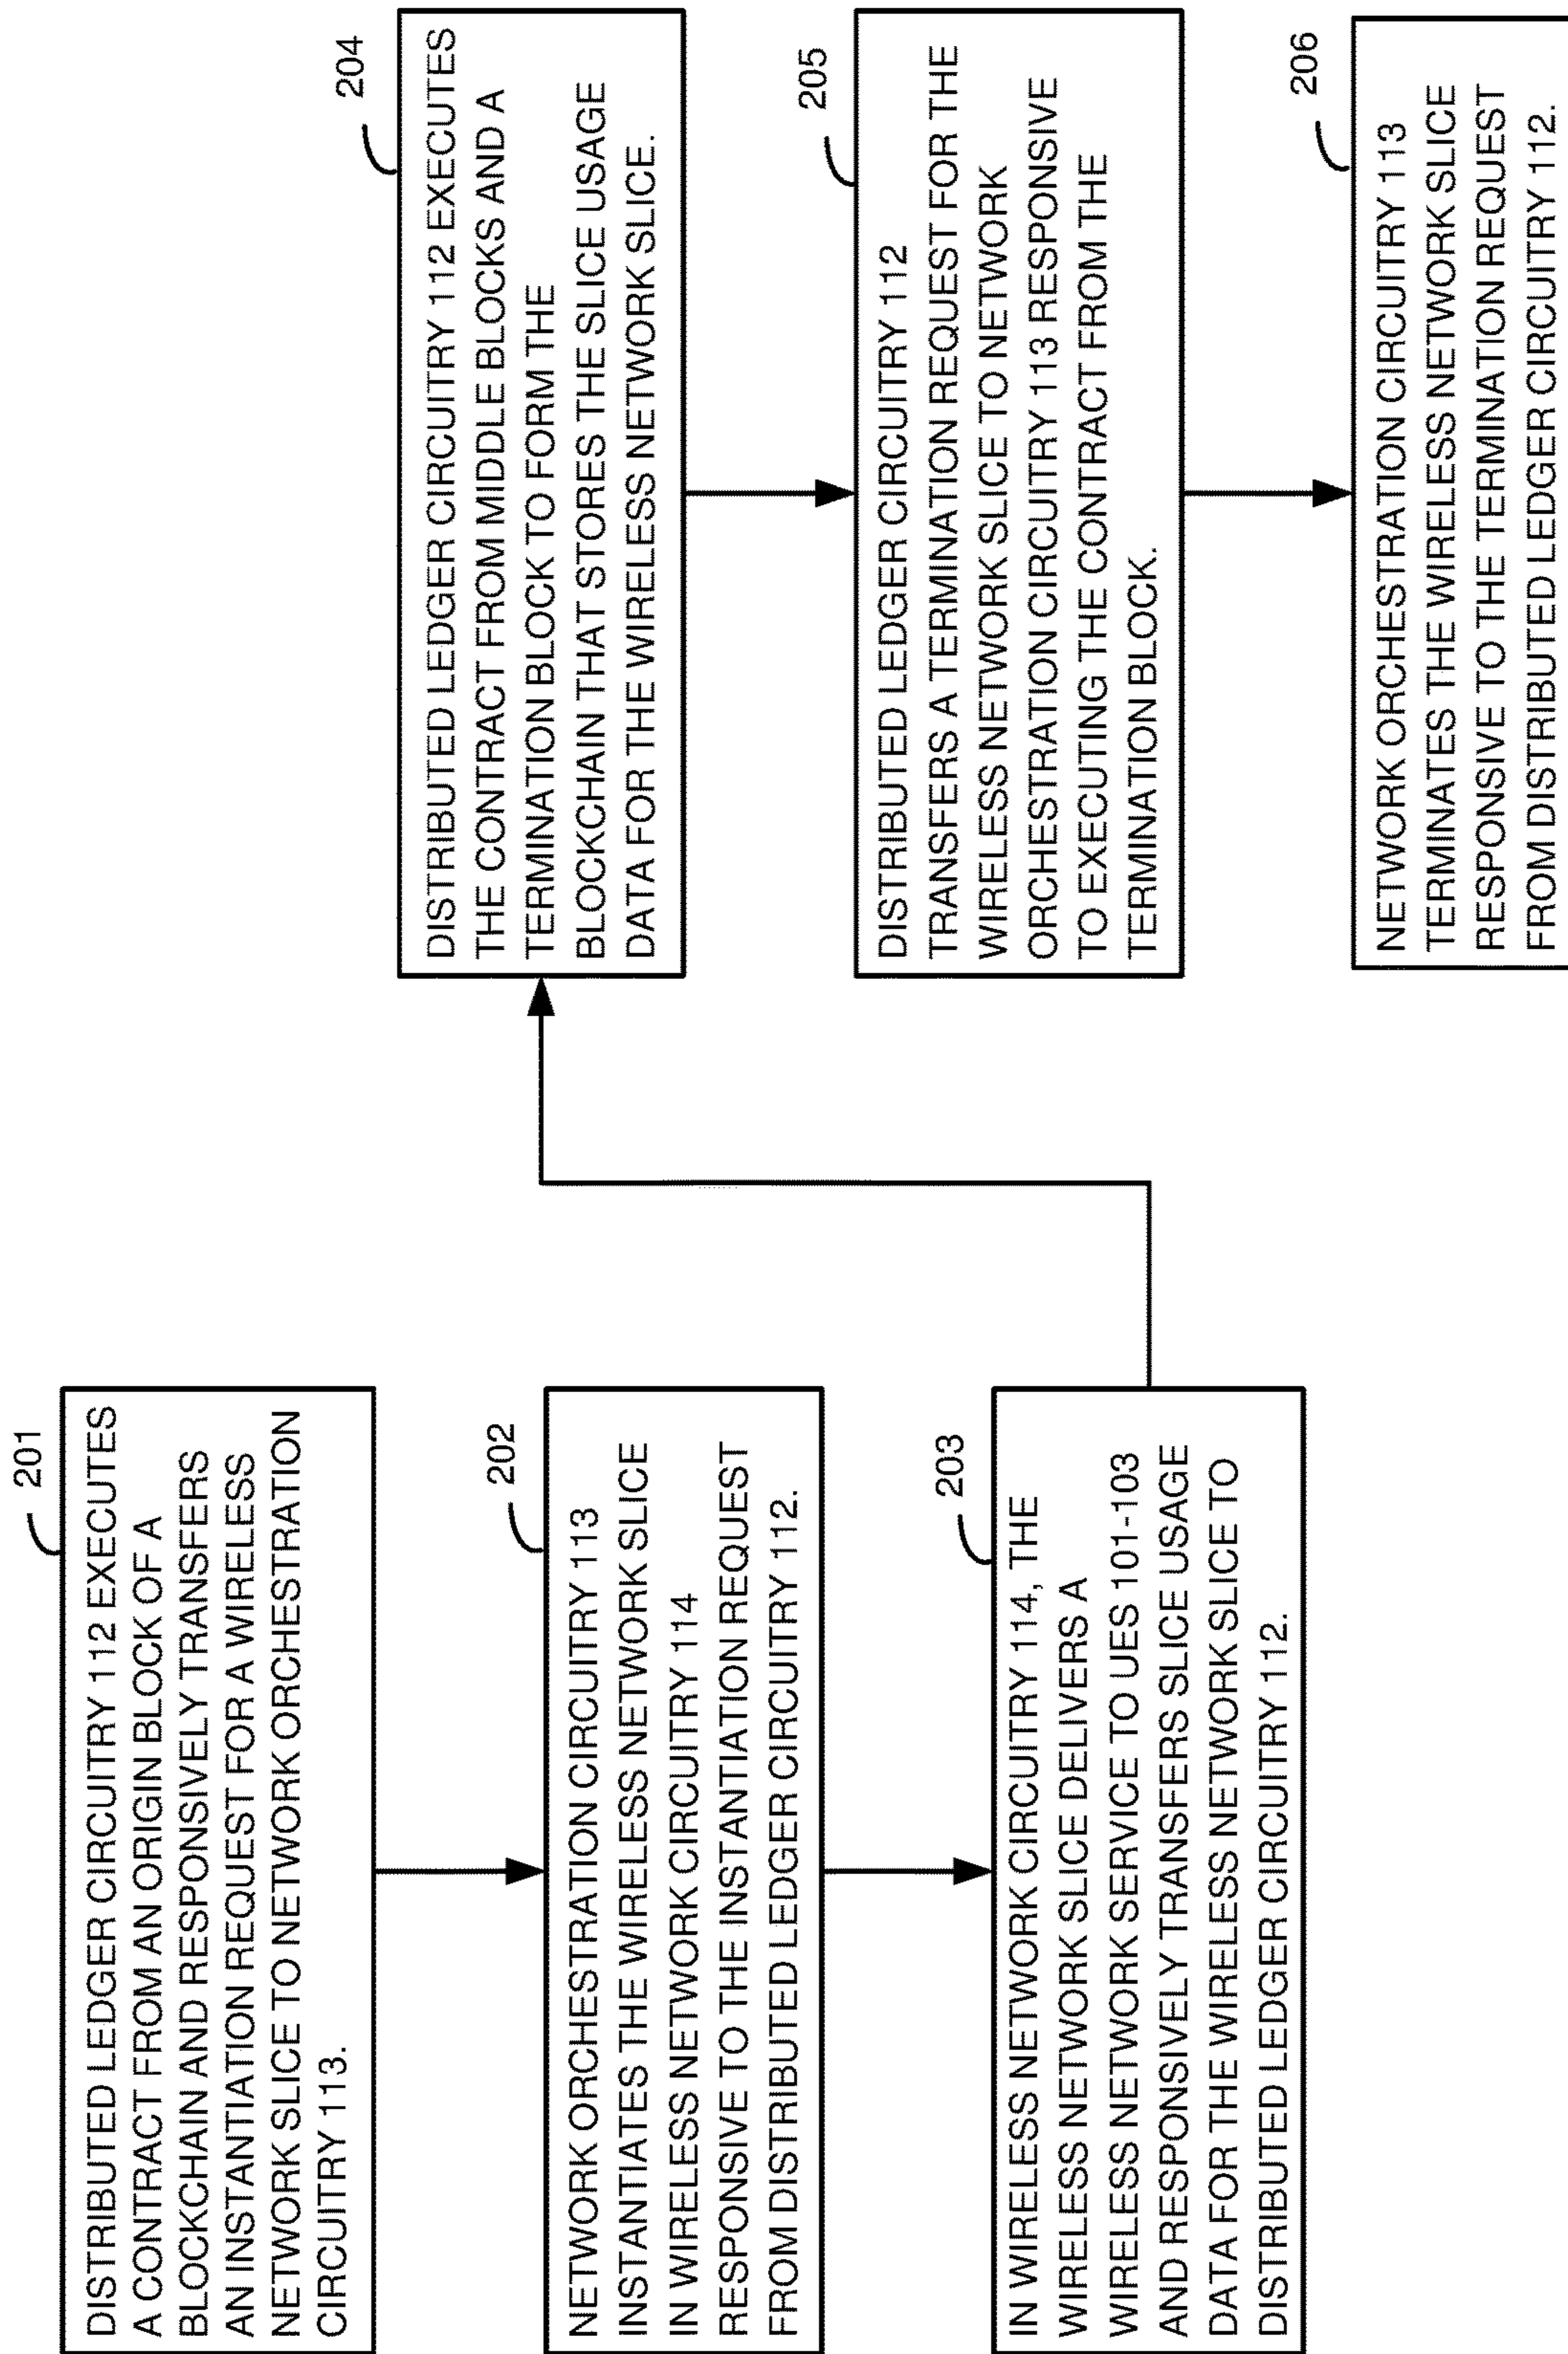 201
DISTRIBUTED LEDGER CIRCUITRY 112 EXECUTES
A CONTRACT FROM AN ORIGIN BLOCK OF A
BLOCKCHAIN AND RESPONSIVELY TRANSFERS
AN INSTANTIATION REQUEST FOR A WIRELESS
NETWORK SLICE TO NETWORK ORCHESTRATION
CIRCUITRY 113.
202
NETWORK ORCHESTRATION CIRCUITRY 113
INSTANTIATES THE WIRELESS NETWORK SLICE
IN WIRELESS NETWORK CIRCUITRY 114
RESPONSIVE TO THE INSTANTIATION REQUEST
FROM DISTRIBUTED LEDGER CIRCUITRY 112.
203
IN WIRELESS NETWORK CIRCUITRY 114, THE
WIRELESS NETWORK SLICE DELIVERS A
WIRELESS NETWORK SERVICE TO UES 101-103
AND RESPONSIVELY TRANSFERS SLICE USAGE
DATA FOR THE WIRELESS NETWORK SLICE TO
DISTRIBUTED LEDGER CIRCUITRY 112.
204
DISTRIBUTED LEDGER CIRCUITRY 112 EXECUTES
THE CONTRACT FROM MIDDLE BLOCKS AND A
TERMINATION BLOCK TO FORM THE
BLOCKCHAIN THAT STORES THE SLICE USAGE
DATA FOR THE WIRELESS NETWORK SLICE.
205
DISTRIBUTED LEDGER CIRCUITRY 112
TRANSFERS A TERMINATION REQUEST FOR THE
WIRELESS NETWORK SLICE TO NETWORK
ORCHESTRATION CIRCUITRY 113 RESPONSIVE
TO EXECUTING THE CONTRACT FROM THE
TERMINATION BLOCK.
206
NETWORK ORCHESTRATION CIRCUITRY 113
TERMINATES THE WIRELESS NETWORK SLICE
RESPONSIVE TO THE TERMINATION REQUEST
FROM DISTRIBUTED LEDGER CIRCUITRY 112.